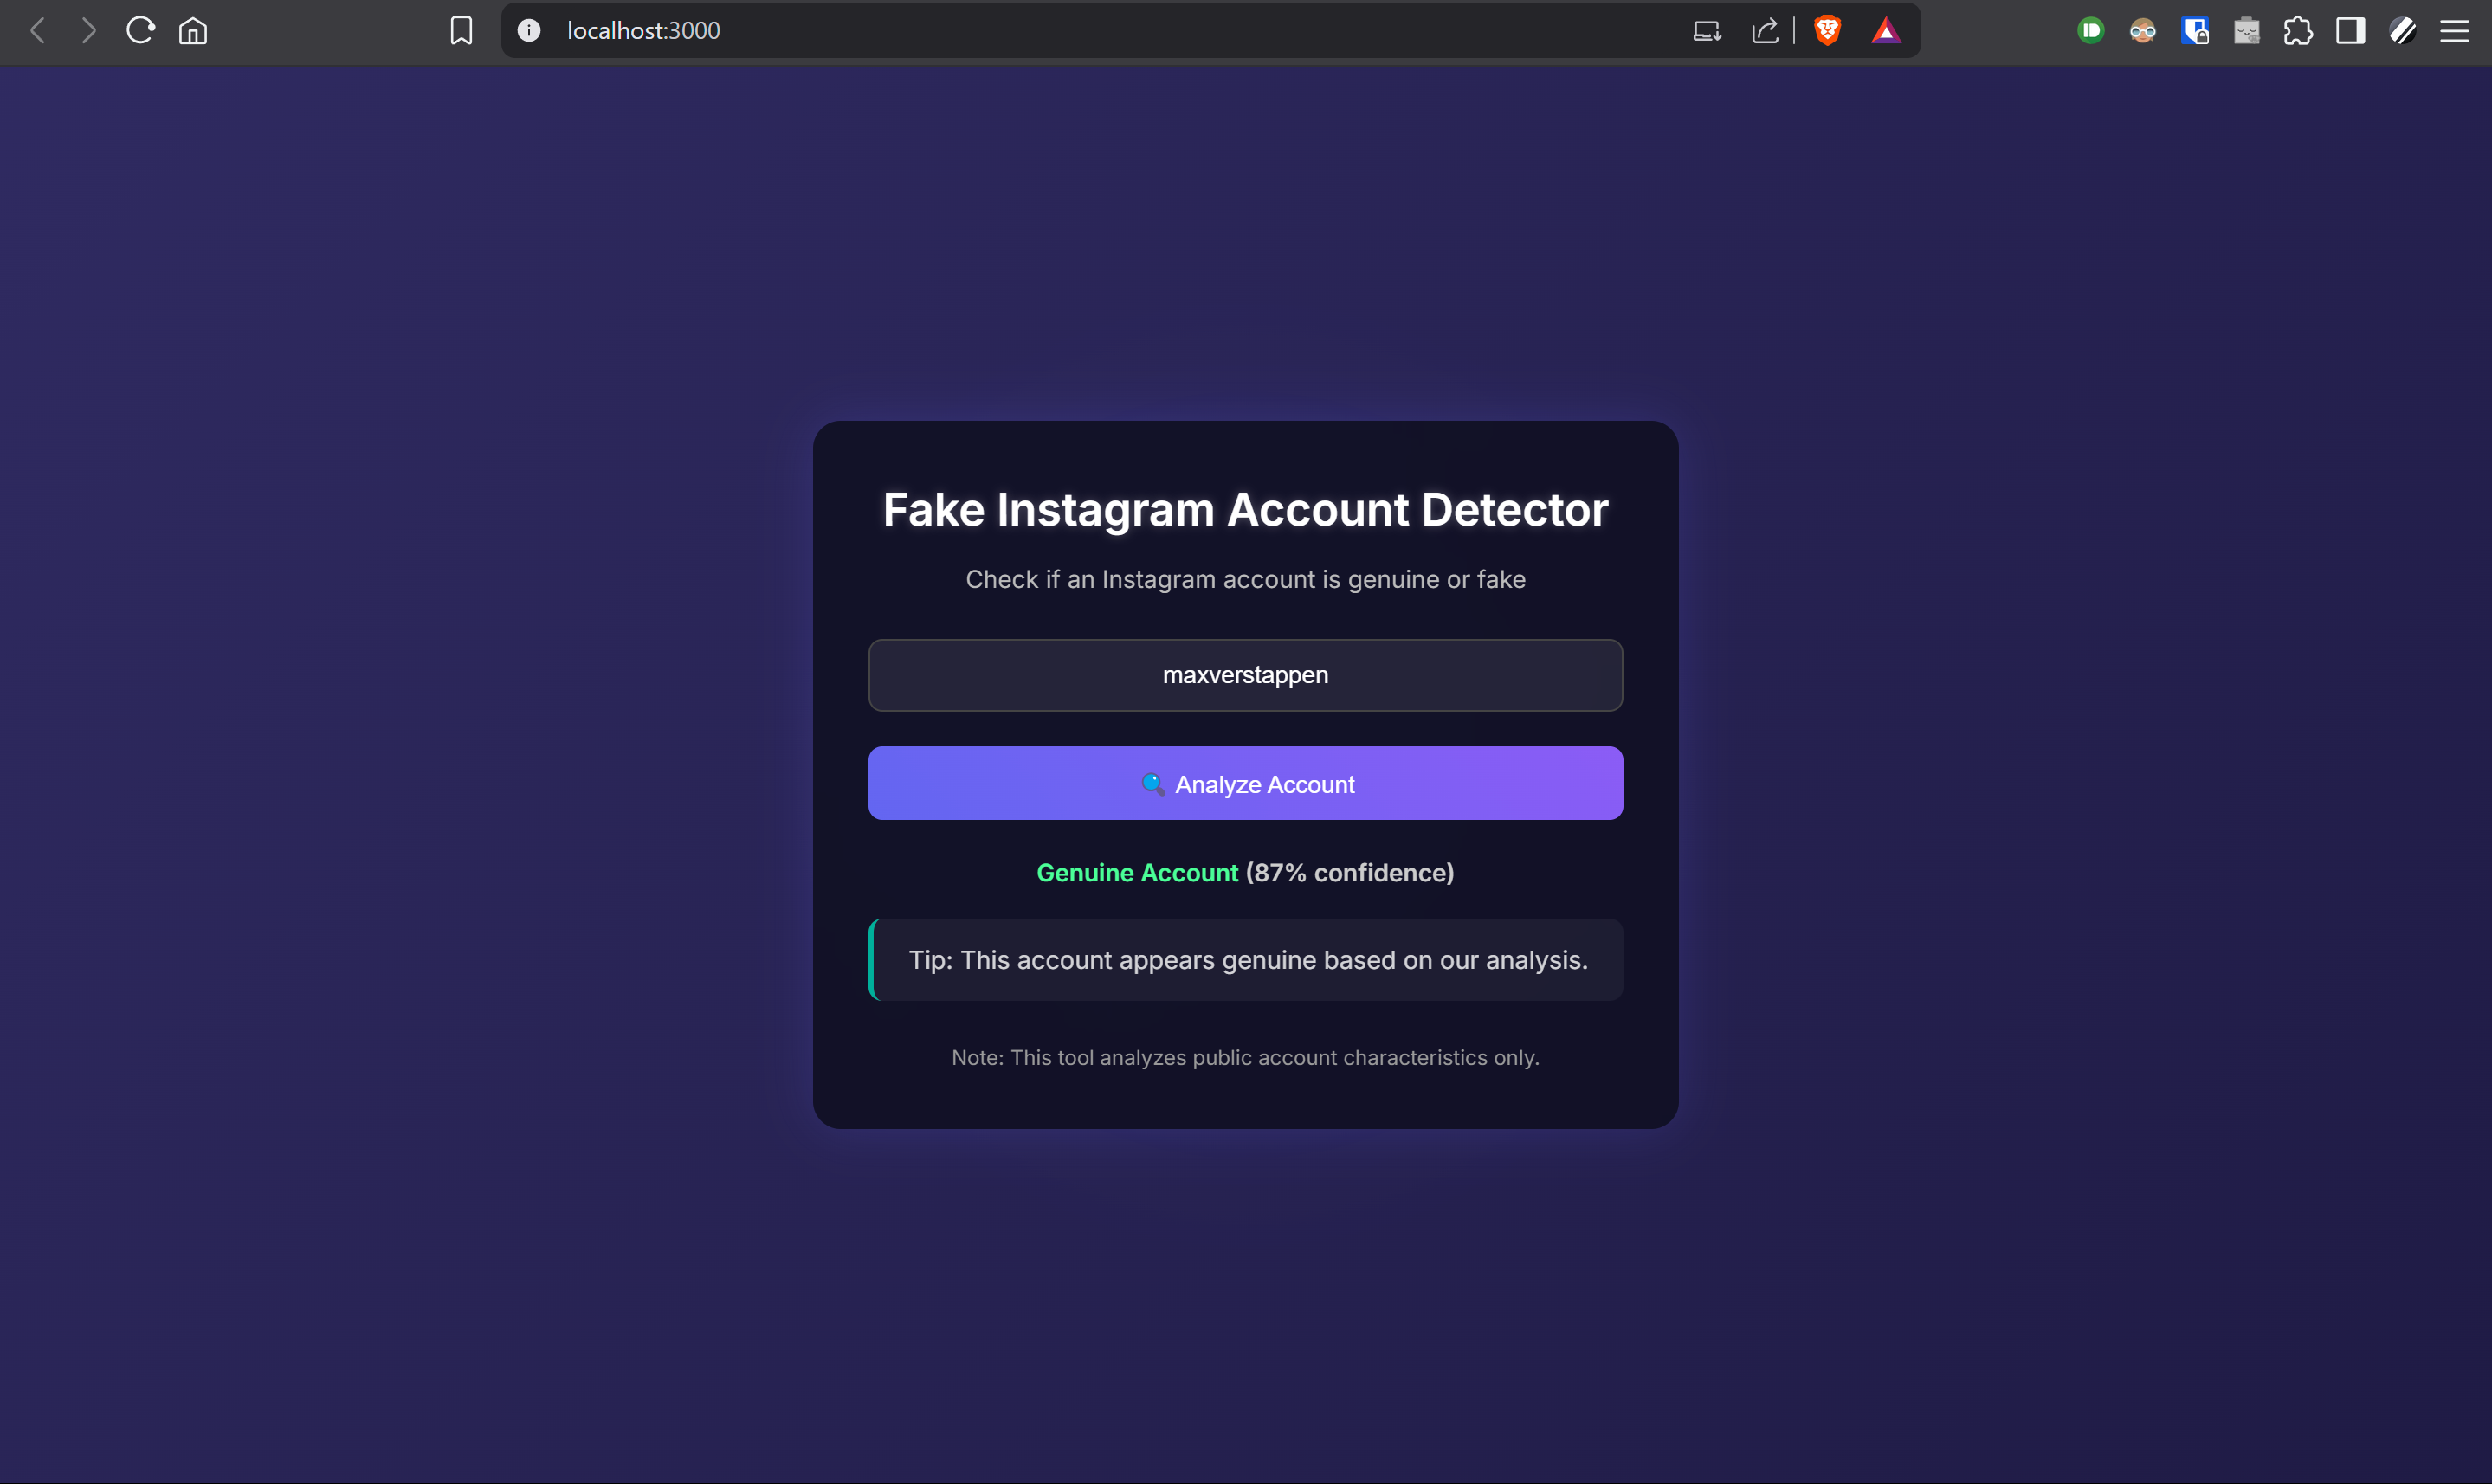 localhost:3000
Fake Instagram Account Detector
Check if an Instagram account is genuine or fake
maxverstappen
🔍 Analyze Account
Genuine Account (87% confidence)
Tip: This account appears genuine based on our analysis.
Note: This tool analyzes public account characteristics only.